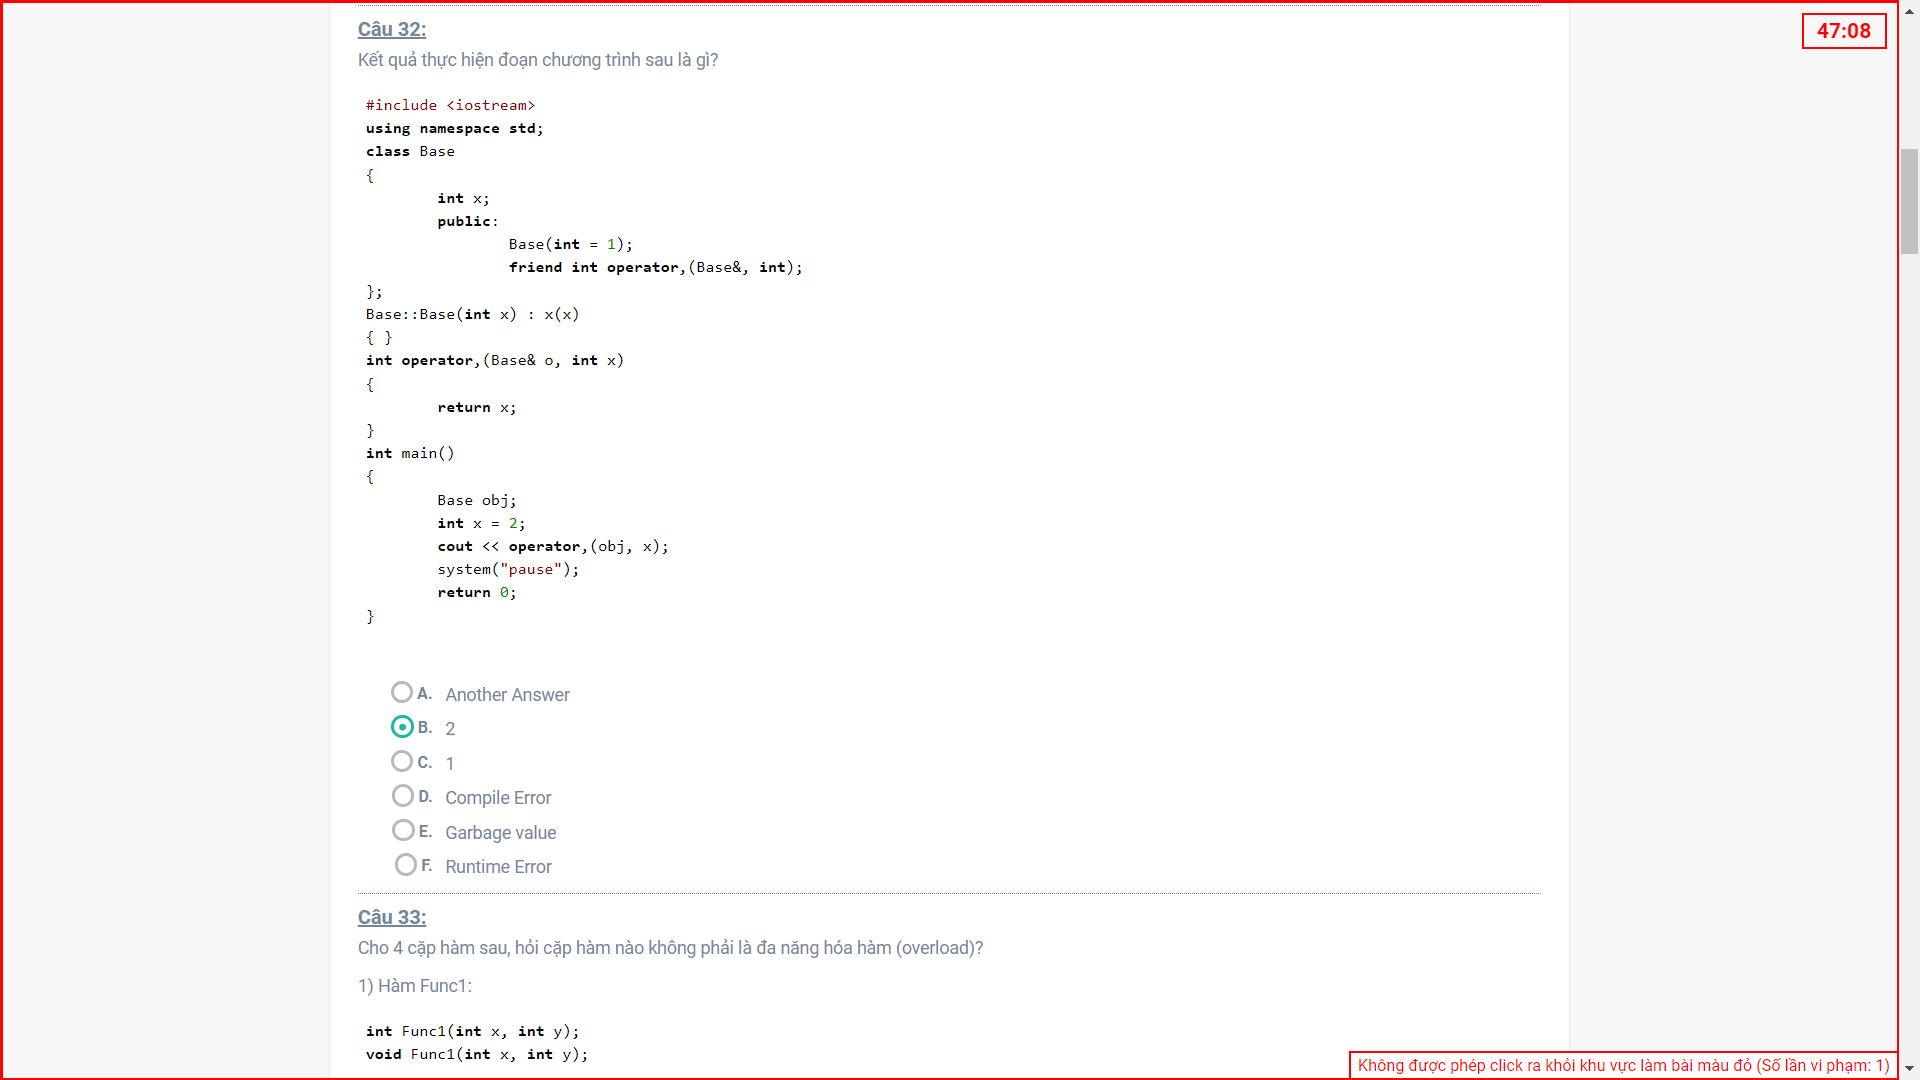 47:08
Câu 32:
Kết quả thực hiện đoạn chương trình sau là gì?
#include <iostream>
using namespace std;
class Base
{
int x;
public:
Base(int = 1);
friend int operator,(Base&, int);
};
Base::Base(int x) : x(x)
{ }
int operator,(Base& o, int x)
{
return x;
}
int main()
{
Base obj;
int x = 2;
cout << operator,(obj, x);
system("pause");
return 0;
}
A. Another Answer
B. 2
C. 1
D. Compile Error
E. Garbage value
F. Runtime Error
Câu 33:
Cho 4 cặp hàm sau, hỏi cặp hàm nào không phải là đa năng hóa hàm (overload)?
1) Hàm Func1:
int Func1(int x, int y);
void Func1(int x, int y);
Không được phép click ra khỏi khu vực làm bài màu đỏ (Số lần vi phạm: 1)